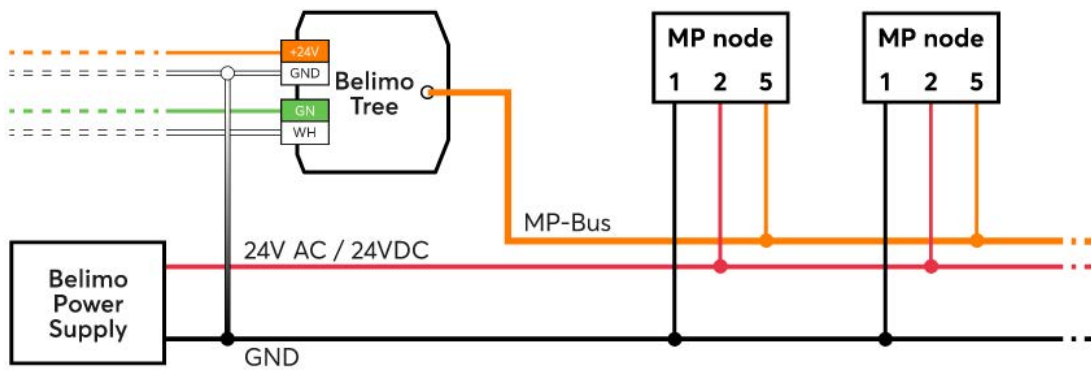 +24V
GND
GN
WH
Belimo
Tree
MP node
1 2 5
MP node
1 2 5
MP-Bus
24V AC / 24VDC
Belimo
Power
Supply
GND